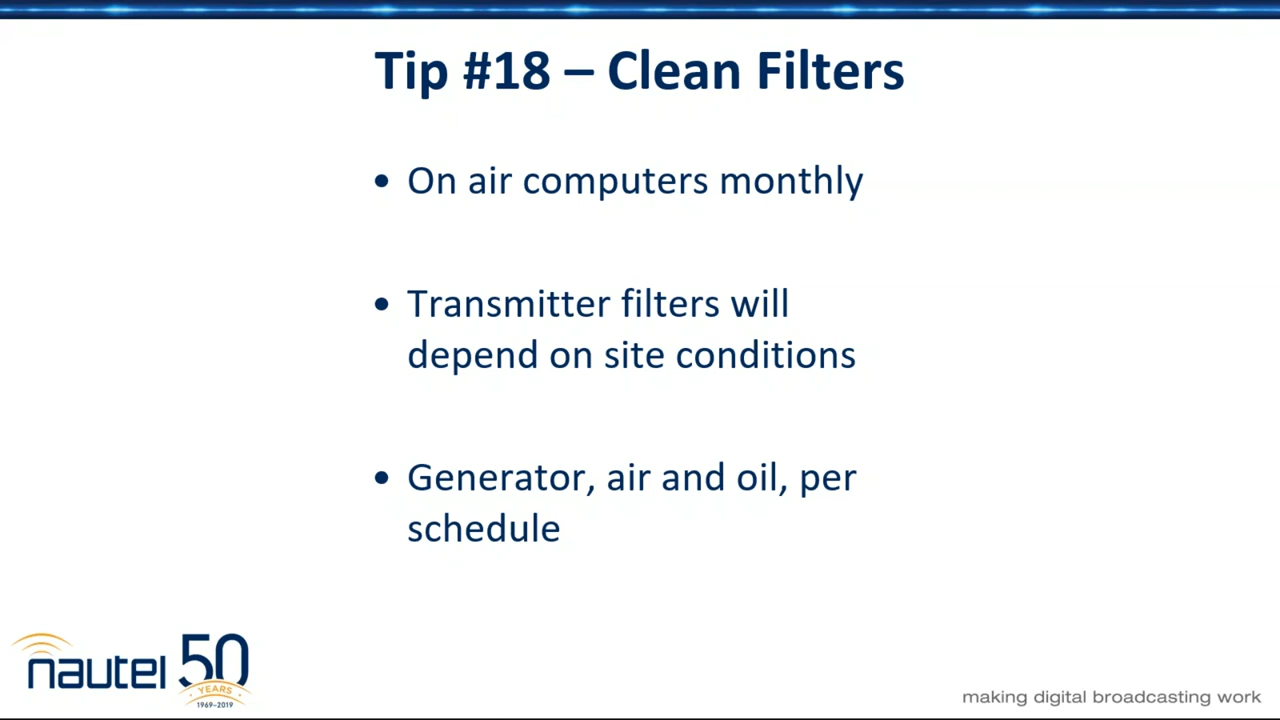 Tip #18 – Clean Filters
• On air computers monthly
• Transmitter filters will
depend on site conditions
• Generator, air and oil, per
schedule
nautel 50
YEARS
1969–2019
making digital broadcasting work